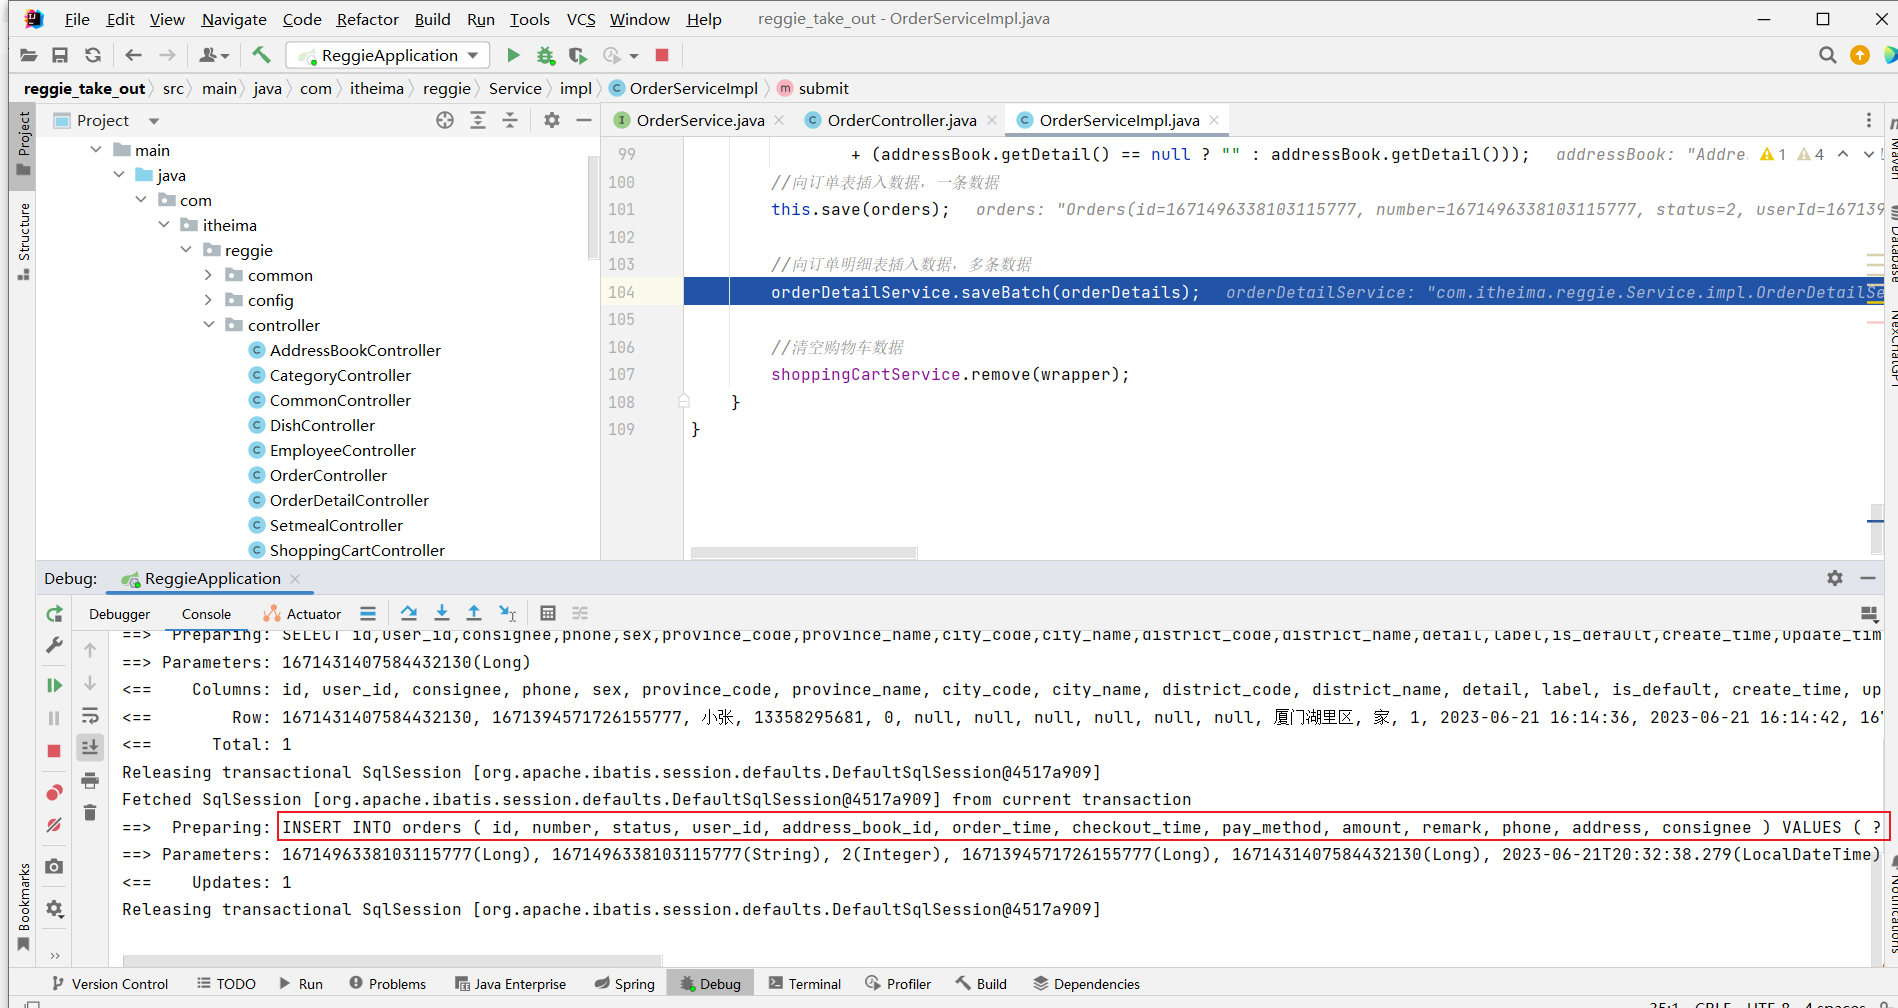 File Edit View Navigate Code Refactor Build Run Tools VCS Window Help reggie_take_out - OrderServiceImpl.java
ReggieApplication
reggie_take_out src main java com itheima reggie Service impl OrderServiceImpl submit
Project
OrderService.java OrderController.java OrderServiceImpl.java
main
java
com
itheima
reggie
common
config
controller
AddressBookController
CategoryController
CommonController
DishController
EmployeeController
OrderController
OrderDetailController
SetmealController
ShoppingCartController
99 + (addressBook.getDetail() == null ? "" : addressBook.getDetail())); addressBook: "Addre 1 4
100 //向订单表插入数据，一条数据
101 this.save(orders); orders: "Orders(id=1671496338103115777, number=1671496338103115777, status=2, userId=167139
102
103 //向订单明细表插入数据，多条数据
104 orderDetailService.saveBatch(orderDetails); orderDetailService: "com.itheima.reggie.Service.impl.OrderDetailSe
105
106 //清空购物车数据
107 shoppingCartService.remove(wrapper);
108 }
109 }
Project
Structure
Bookmarks
Maven
Database
NexChatGPT
Notifications
Debug: ReggieApplication
Debugger Console Actuator
==> Preparing: SELECT id,user_id,consignee,phone,sex,province_code,province_name,city_code,city_name,district_code,district_name,detail,label,is_default,create_time,update_tim
==> Parameters: 1671431407584432130(Long)
<== Columns: id, user_id, consignee, phone, sex, province_code, province_name, city_code, city_name, district_code, district_name, detail, label, is_default, create_time, up
<== Row: 1671431407584432130, 1671394571726155777, 小张, 13358295681, 0, null, null, null, null, null, null, 厦门湖里区, 家, 1, 2023-06-21 16:14:36, 2023-06-21 16:14:42, 16
<== Total: 1
Releasing transactional SqlSession [org.apache.ibatis.session.defaults.DefaultSqlSession@4517a909]
Fetched SqlSession [org.apache.ibatis.session.defaults.DefaultSqlSession@4517a909] from current transaction
==> Preparing: INSERT INTO orders ( id, number, status, user_id, address_book_id, order_time, checkout_time, pay_method, amount, remark, phone, address, consignee ) VALUES ( ?
==> Parameters: 1671496338103115777(Long), 1671496338103115777(String), 2(Integer), 1671394571726155777(Long), 1671431407584432130(Long), 2023-06-21T20:32:38.279(LocalDateTime)
<== Updates: 1
Releasing transactional SqlSession [org.apache.ibatis.session.defaults.DefaultSqlSession@4517a909]
Version Control TODO Run Problems Java Enterprise Spring Debug Terminal Profiler Build Dependencies
35:1 CRLF UTF-8 4 spaces